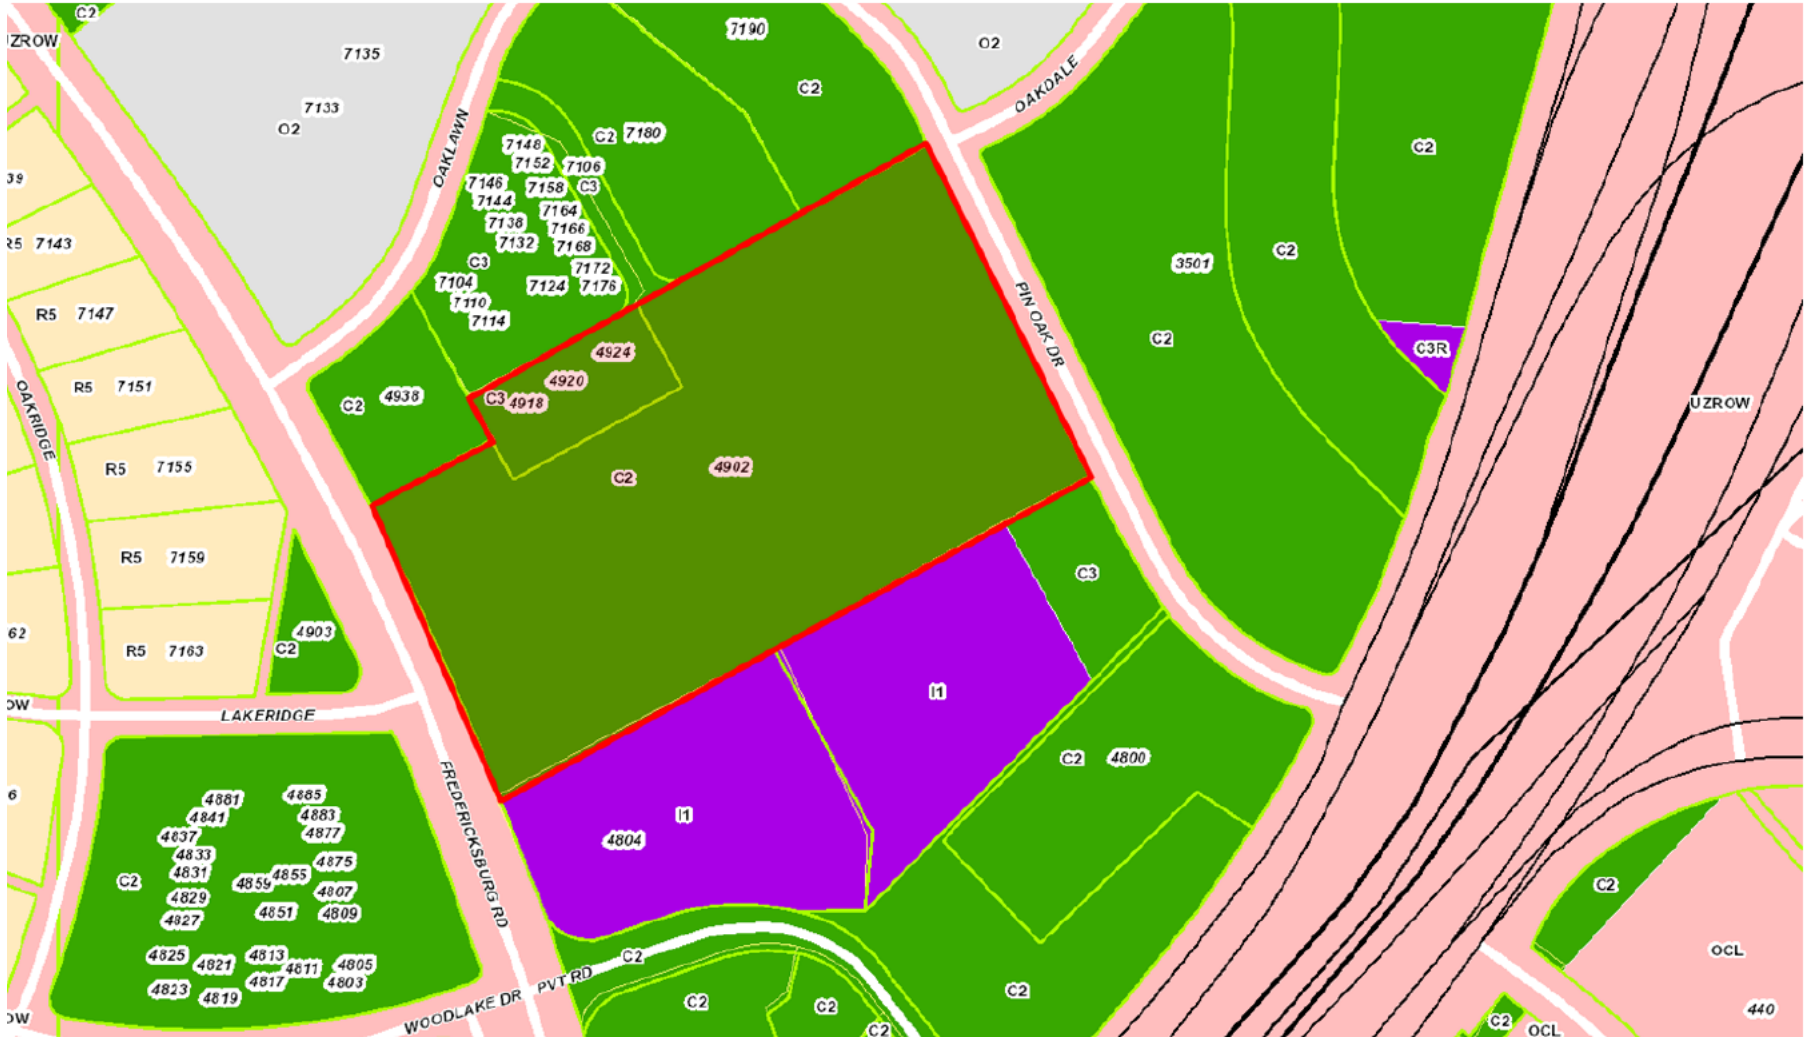 C2
UZROW
7135
7133
O2
OAKLAWN
7190
C2
O2
OAKDALE
C2
C2 7180
7148
7152
7106
7146
7158
C3
7144
7164
7138
7166
7132
7168
C3
7172
7104
7124
7176
7110
7114
39
R5 7143
R5 7147
R5 7151
OAKRIDGE
R5 7155
R5 7159
62
R5 7163
4903
C2
OW
LAKERIDGE
C2 4938
4924
4920
C3
4918
C2
4902
PIN OAK DR
3501
C2
C2
C3R
UZROW
C3
I1
I1
4804
C2 4800
FREDERICKSBURG RD
6
4881
4885
4841
4883
4837
4877
4833
4875
4831
4855
4859
4807
C2
4829
4851
4809
4827
4825
4813
4821
4811
4805
4823
4817
4803
4819
OW
WOODLAKE DR PVT RD
C2
C2
C2
C2
C2
C2
OCL
440
C2
OCL